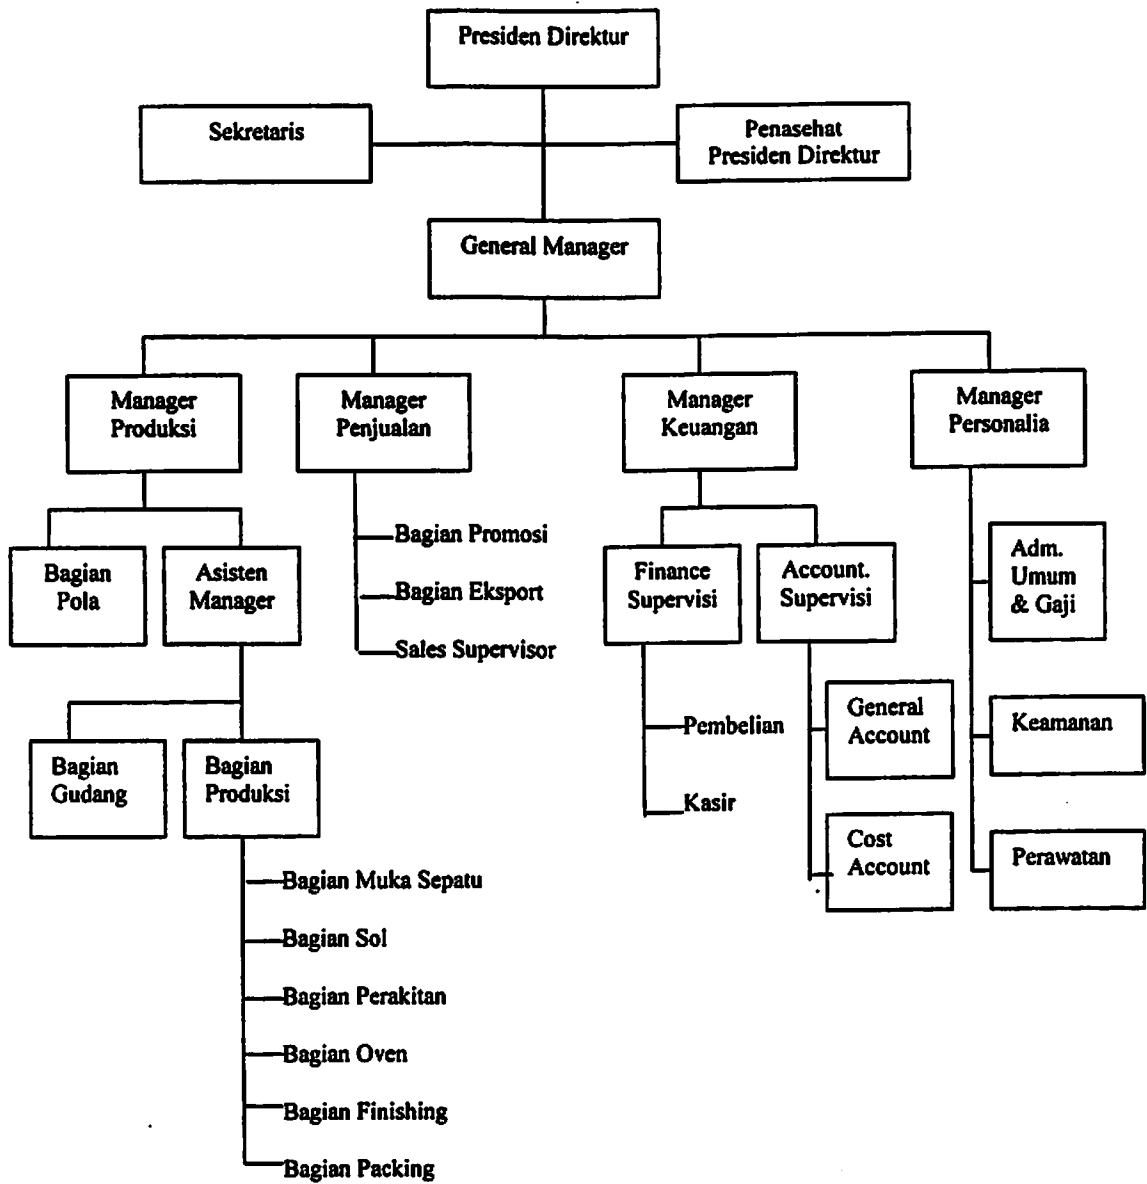 Presiden Direktur
Sekretaris
Penasehat
Presiden Direktur
General Manager
Manager
Produksi
Manager
Penjualan
Manager
Keuangan
Manager
Personalia
Bagian
Pola
Asisten
Manager
Bagian Promosi
Bagian Eksport
Sales Supervisor
Finance
Supervisi
Account.
Supervisi
Adm.
Umum
& Gaji
Bagian
Gudang
Bagian
Produksi
Pembelian
Kasir
General
Account
Cost
Account
Keamanan
Perawatan
Bagian Muka Sepatu
Bagian Sol
Bagian Perakitan
Bagian Oven
Bagian Finishing
Bagian Packing